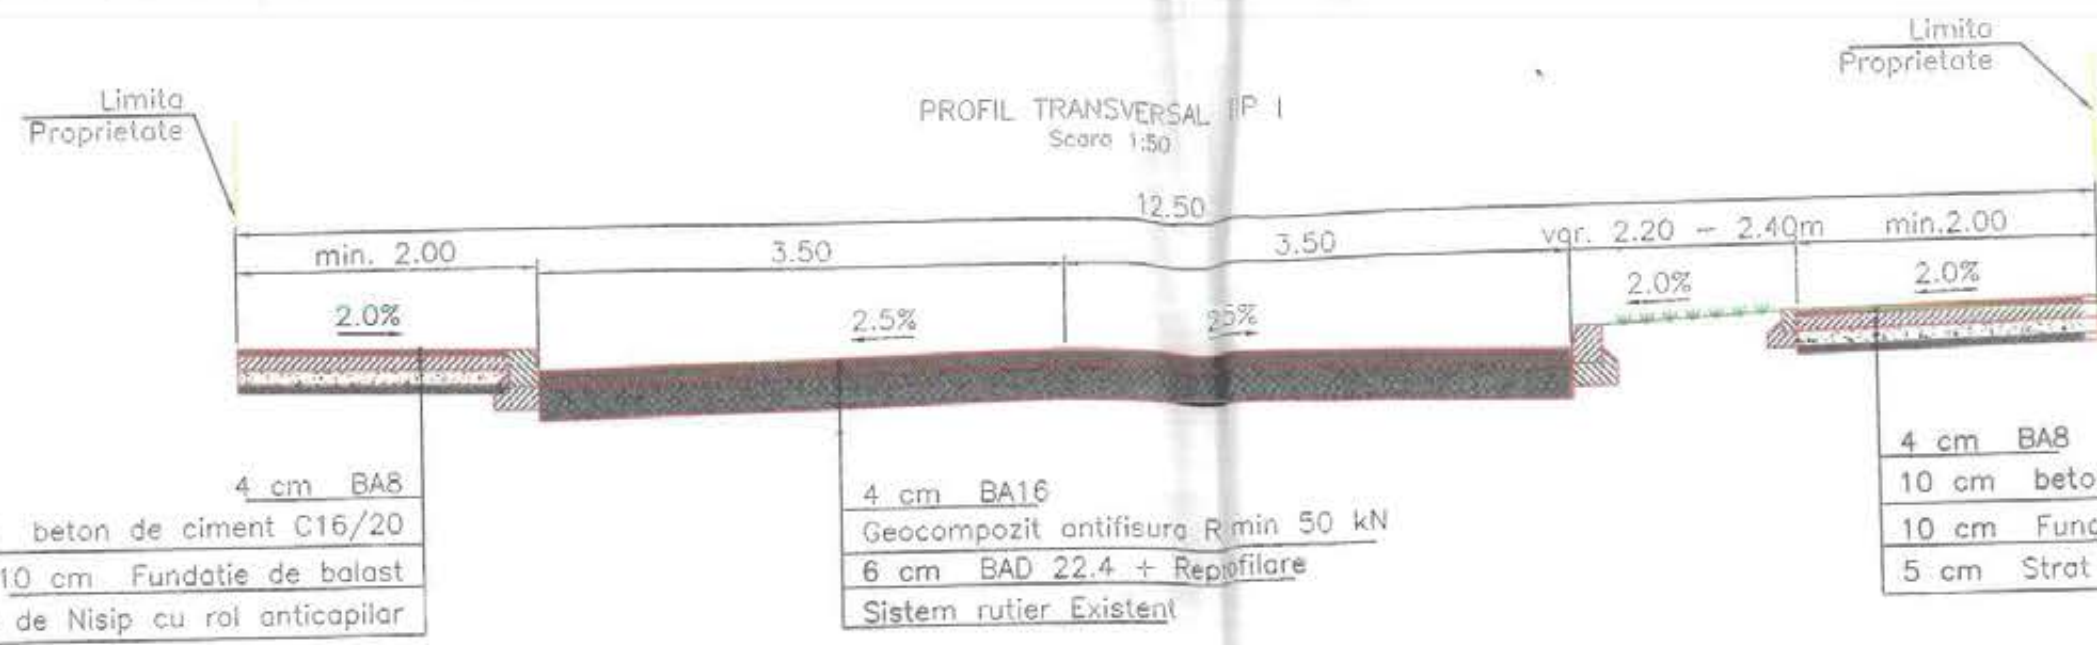 Limita
Proprietate
Limita
Proprietate
PROFIL TRANSVERSAL P I
Scara 1:50
12.50
min. 2.00
3.50
3.50
var. 2.20 - 2.40m
min.2.00
2.0%
2.5%
2.0%
2.0%
4 cm BA8
beton de ciment C16/20
10 cm Fundatie de balast
de Nisip cu rol anticapilar
4 cm BA16
Geocompozit antifisura R min 50 kN
6 cm BAD 22.4 + Reprofilare
Sistem rutier Existent
4 cm BA8
10 cm beto
10 cm Fund
5 cm Strat